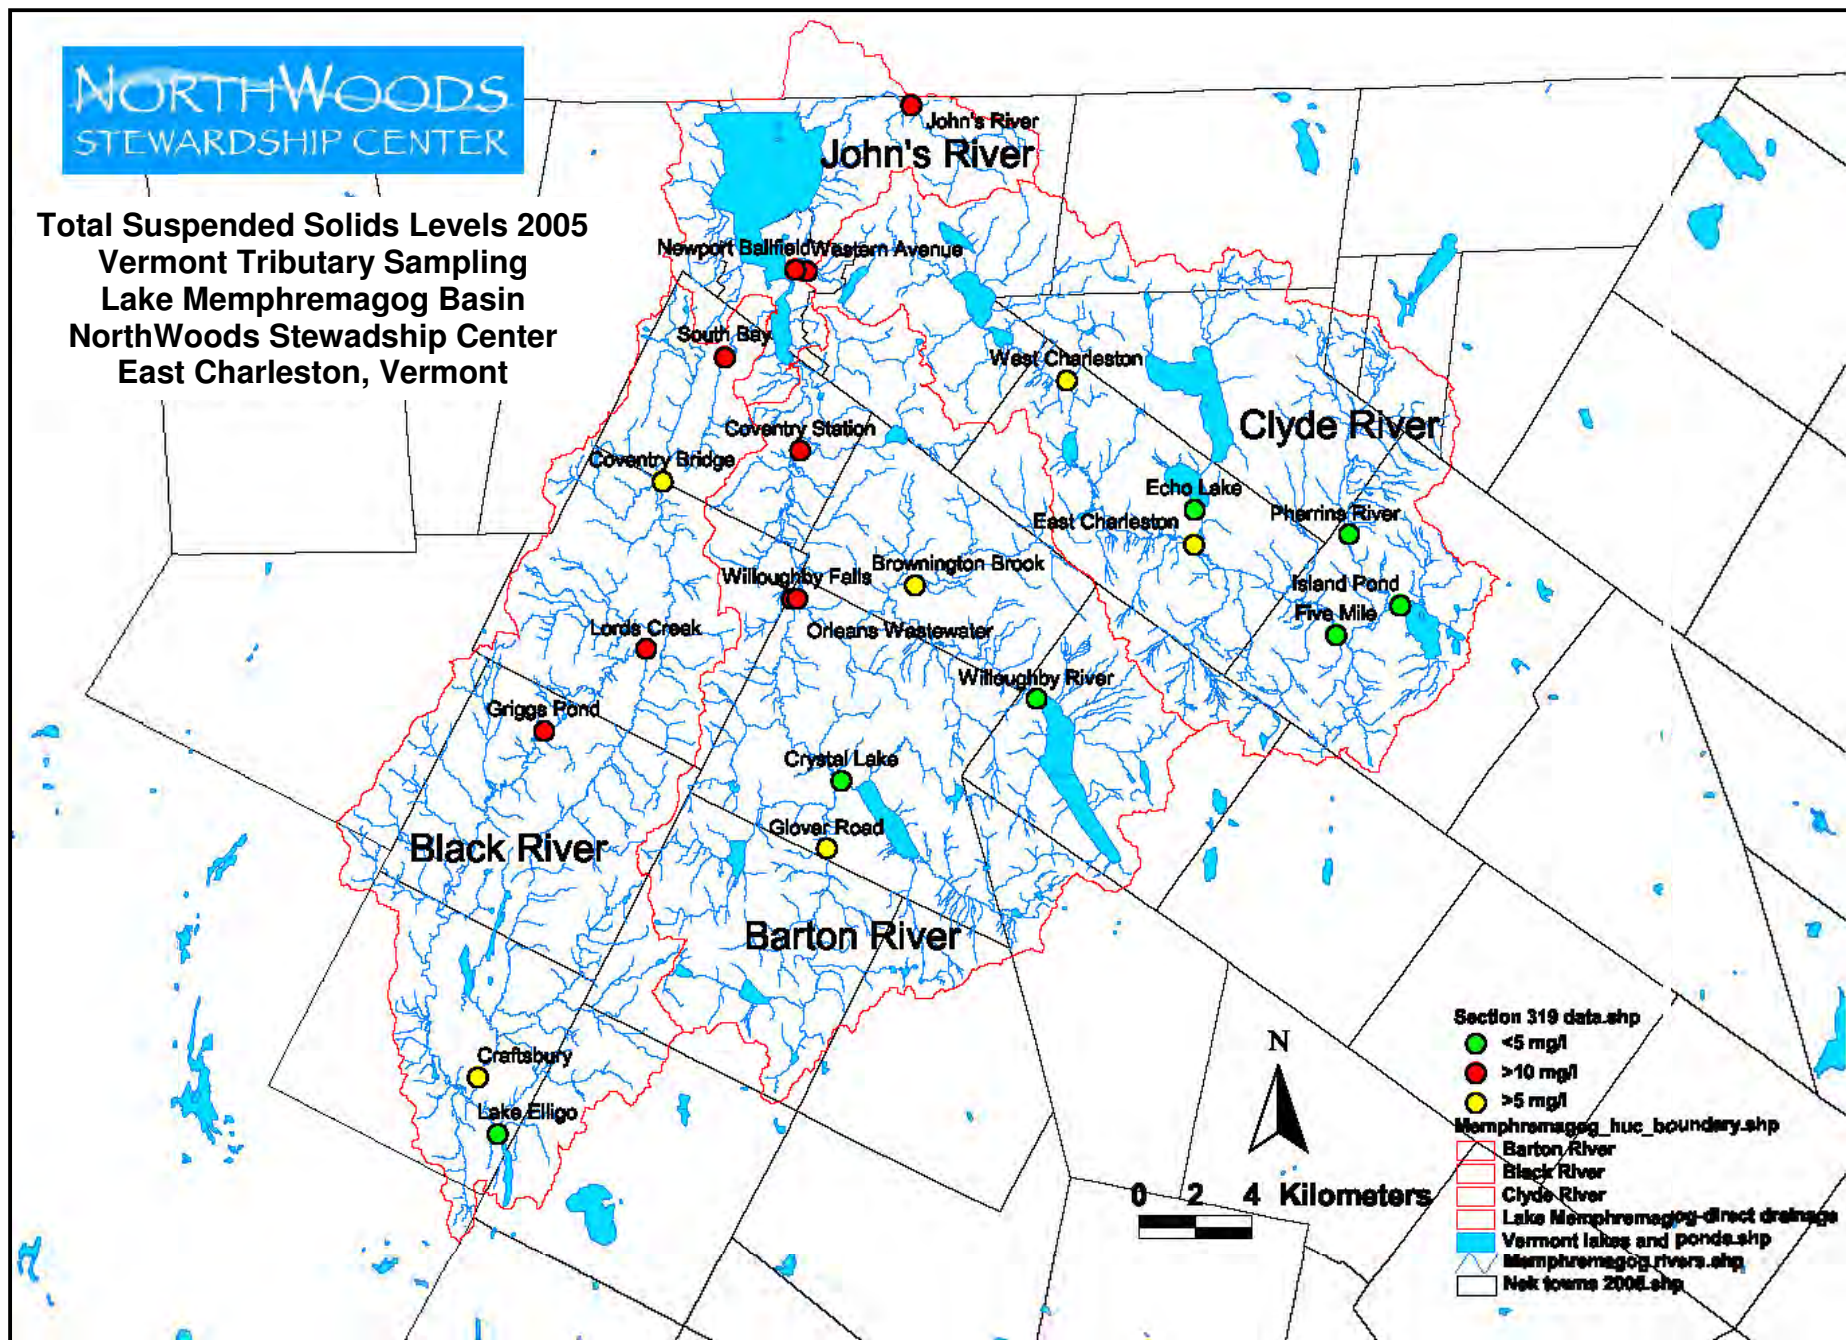 NORTHWOODS
STEWARDSHIP CENTER
Total Suspended Solids Levels 2005
Vermont Tributary Sampling
Lake Memphremagog Basin
NorthWoods Stewadship Center
East Charleston, Vermont
John's River
John's River
Newport Ballfield
Western Avenue
South Bay
West Charleston
Clyde River
Coventry Station
Coventry Bridge
Echo Lake
East Charleston
Pherrins River
Brownington Brook
Willoughby Falls
Island Pond
Five Mile
Lords Creek
Orleans Wastewater
Willoughby River
Griggs Pond
Crystal Lake
Glover Road
Black River
Barton River
Craftsbury
Lake Elligo
N
0 2 4 Kilometers
Section 319 data.shp
<5 mg/l
>10 mg/l
>5 mg/l
Memphremagog_huc_boundary.shp
Barton River
Black River
Clyde River
Lake Memphremagog-direct drainage
Vermont lakes and ponds.shp
Memphremagog rivers.shp
Nek towns 2005.shp